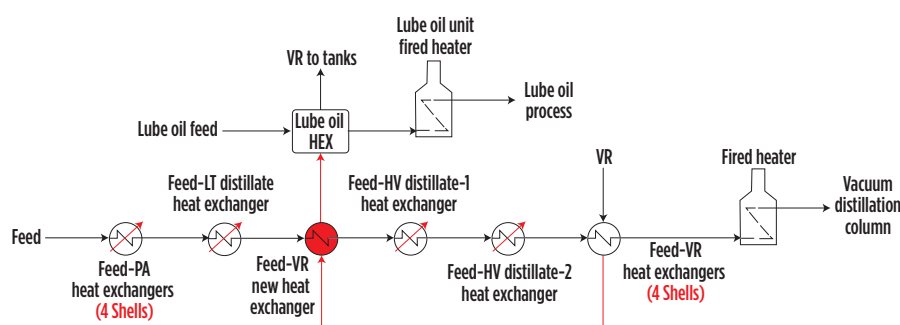 Lube oil unit
fired heater
VR to tanks
Lube oil
process
Lube oil feed
Lube oil
HEX
VR
Fired heater
Feed-LT distillate
heat exchanger
Feed-HV distillate-1
heat exchanger
Vacuum
distillation
column
Feed
Feed-PA
heat exchangers
(4 Shells)
Feed-VR
new heat
exchanger
Feed-HV distillate-2
heat exchanger
Feed-VR
heat exchangers
(4 Shells)